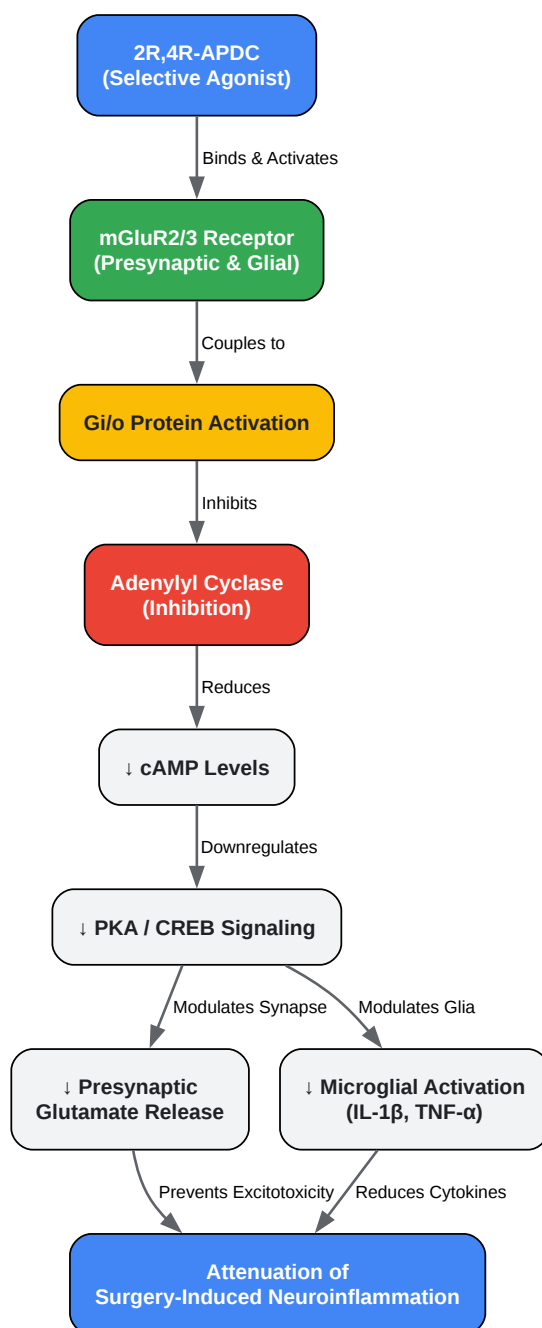 2R,4R-APDC
(Selective Agonist)
Binds & Activates
mGluR2/3 Receptor
(Presynaptic & Glial)
Couples to
Gi/o Protein Activation
Inhibits
Adenylyl Cyclase
(Inhibition)
Reduces
↓ cAMP Levels
Downregulates
↓ PKA / CREB Signaling
Modulates Synapse
Modulates Glia
↓ Presynaptic
Glutamate Release
↓ Microglial Activation
(IL-1β, TNF-α)
Prevents Excitotoxicity
Reduces Cytokines
Attenuation of
Surgery-Induced Neuroinflammation